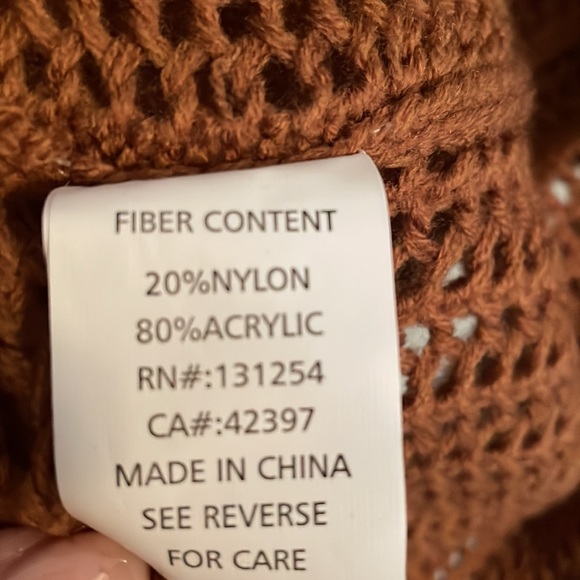 FIBER CONTENT
20%NYLON
80%ACRYLIC
RN#:131254
CA#:42397
MADE IN CHINA
SEE REVERSE
FOR CARE